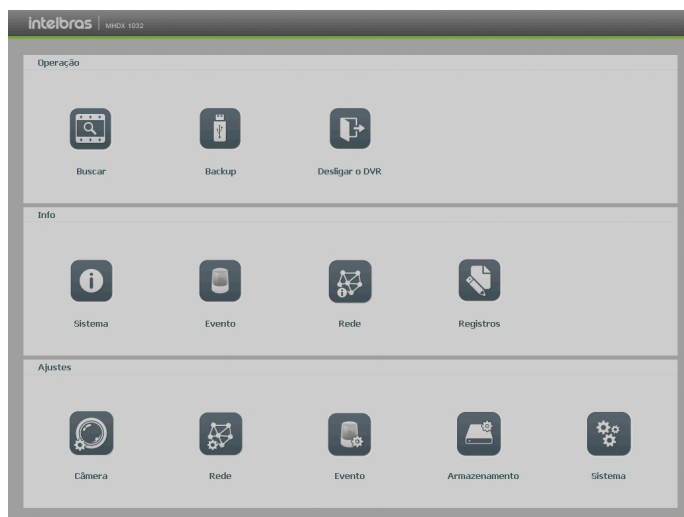 intelbras | MHDX 1032
Operação
Buscar Backup Desligar o DVR
Info
Sistema Evento Rede Registros
Ajustes
Câmera Rede Evento Armazenamento Sistema